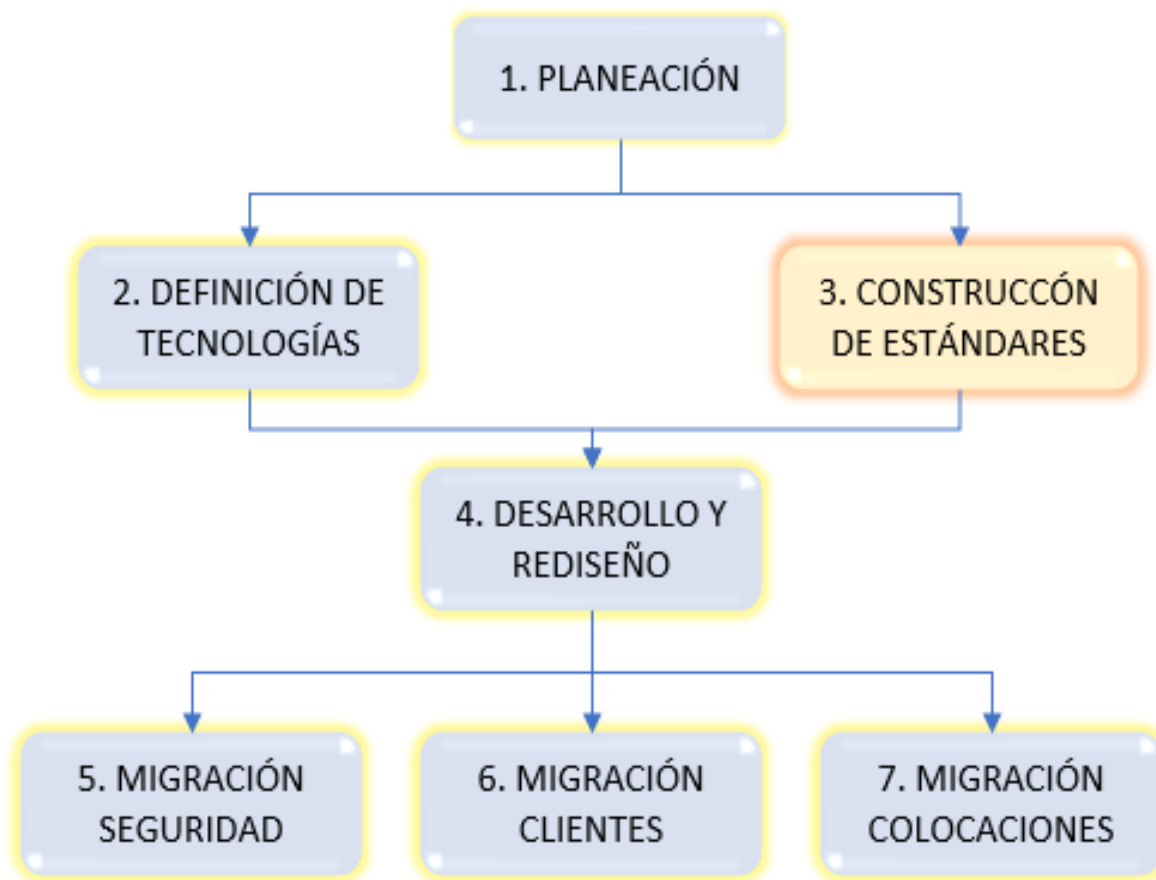 1. PLANEACIÓN
2. DEFINICIÓN DE
TECNOLOGÍAS
3. CONSTRUCCÓN
DE ESTÁNDARES
4. DESARROLLO Y
REDISEÑO
5. MIGRACIÓN
SEGURIDAD
6. MIGRACIÓN
CLIENTES
7. MIGRACIÓN
COLOCACIONES